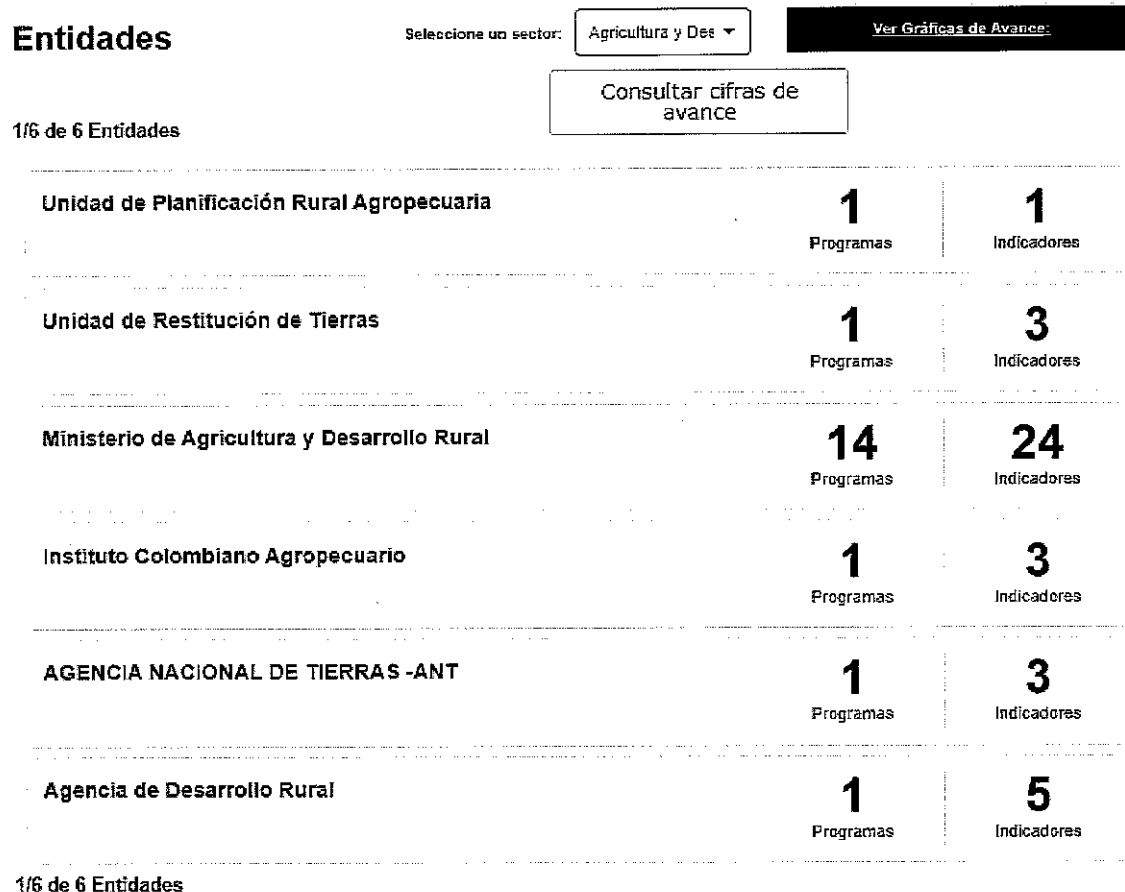 Entidades
Seleccione un sector:
Agricultura y Des
Ver Gráficas de Avance:
Consultar cifras de
avance
1/6 de 6 Entidades
Unidad de Planificación Rural Agropecuaria
1
Programas
1
Indicadores
Unidad de Restitución de Tierras
1
Programas
3
Indicadores
Ministerio de Agricultura y Desarrollo Rural
14
Programas
24
Indicadores
Instituto Colombiano Agropecuario
1
Programas
3
Indicadores
AGENCIA NACIONAL DE TIERRAS -ANT
1
Programas
3
Indicadores
Agencia de Desarrollo Rural
1
Programas
5
Indicadores
1/6 de 6 Entidades